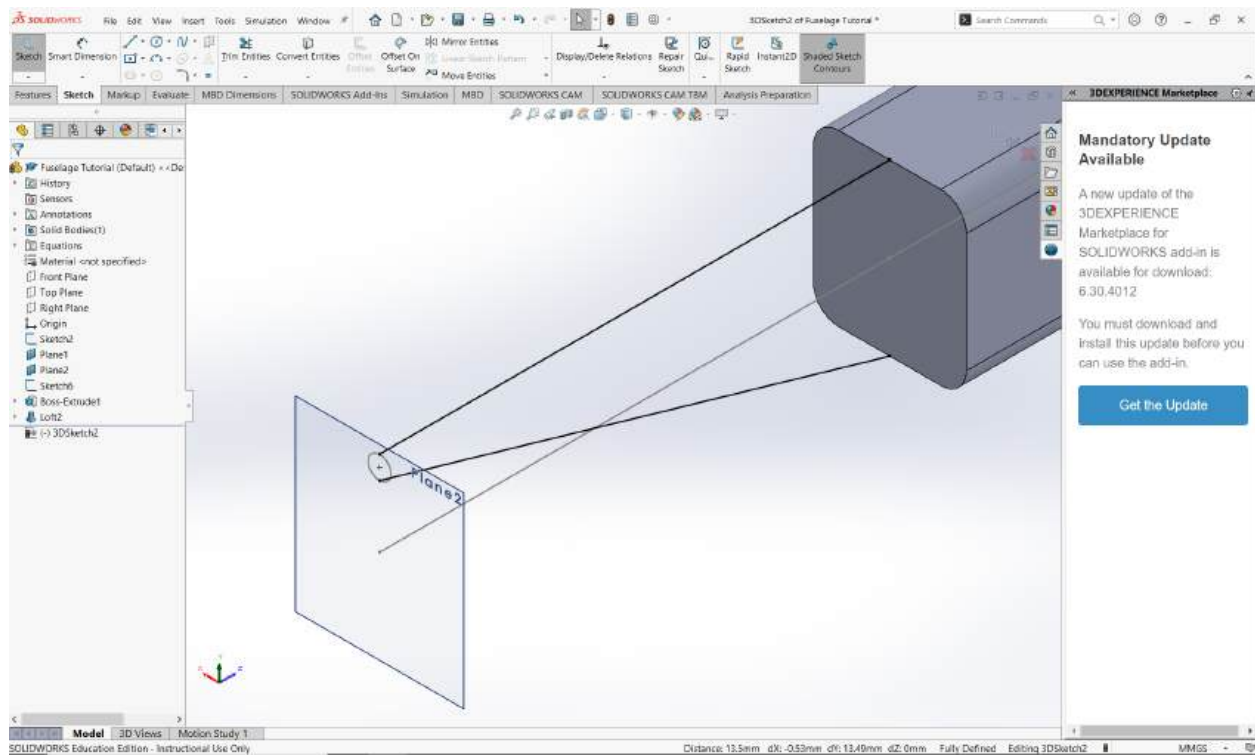 SOLIDWORKS File Edit View Insert Tools Simulation Window 3DSketch2 of Fuselage Tutorial * Search Commands
Sketch Smart Dimension Trim Entities Convert Entities Offset Entities Offset On Surface Mirror Entities Linear Sketch Pattern Move Entities Display/Delete Relations Repair Sketch Qui... Rapid Sketch Instant2D Shaded Sketch Contours
Features Sketch Markup Evaluate MBD Dimensions SOLIDWORKS Add-Ins Simulation MBD SOLIDWORKS CAM SOLIDWORKS CAM TBM Analysis Preparation
3DEXPERIENCE Marketplace
Fuselage Tutorial (Default) <<De
History
Sensors
Annotations
Solid Bodies(1)
Equations
Material <not specified>
Front Plane
Top Plane
Right Plane
Origin
Sketch2
Plane1
Plane2
Sketch6
Boss-Extrude1
Loft2
(-) 3DSketch2
Plane2
Mandatory Update
Available
A new update of the
3DEXPERIENCE
Marketplace for
SOLIDWORKS add-in is
available for download:
6.30.4012
You must download and
install this update before you
can use the add-in.
Get the Update
Model 3D Views Motion Study 1
SOLIDWORKS Education Edition - Instructional Use Only Distance: 13.5mm dX: -0.53mm dY: 13.49mm dZ: 0mm Fully Defined Editing 3DSketch2 MMGS